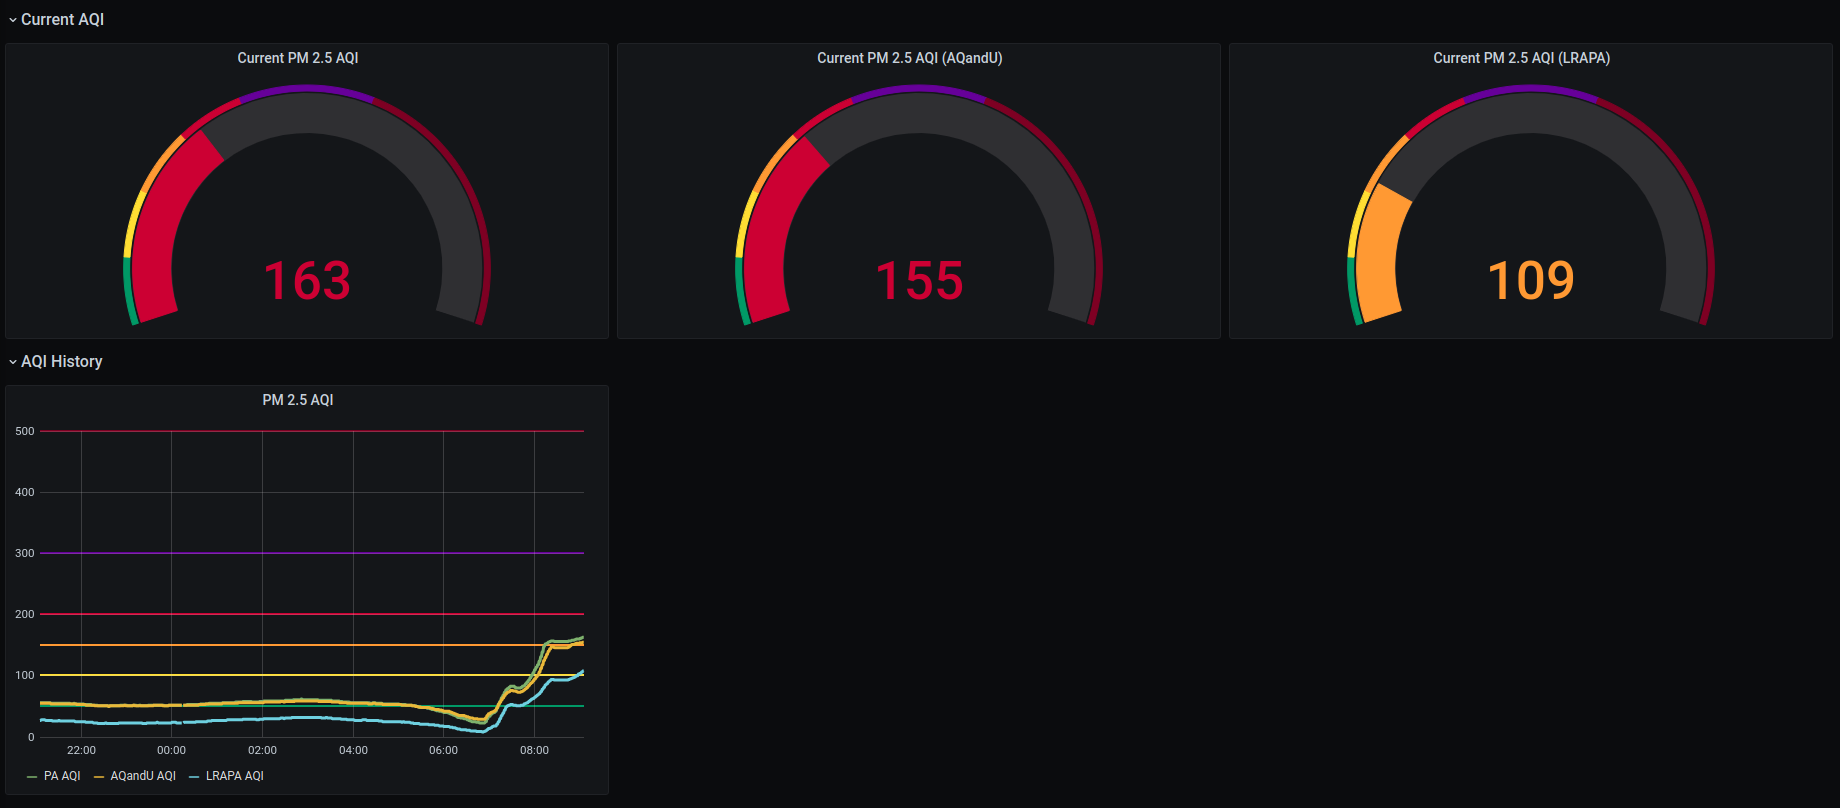 Current AQI
Current PM 2.5 AQI
163
Current PM 2.5 AQI (AQandU)
155
Current PM 2.5 AQI (LRAPA)
109
AQI History
PM 2.5 AQI
500
400
300
200
100
0
22:00 00:00 02:00 04:00 06:00 08:00
PA AQI AQandU AQI LRAPA AQI